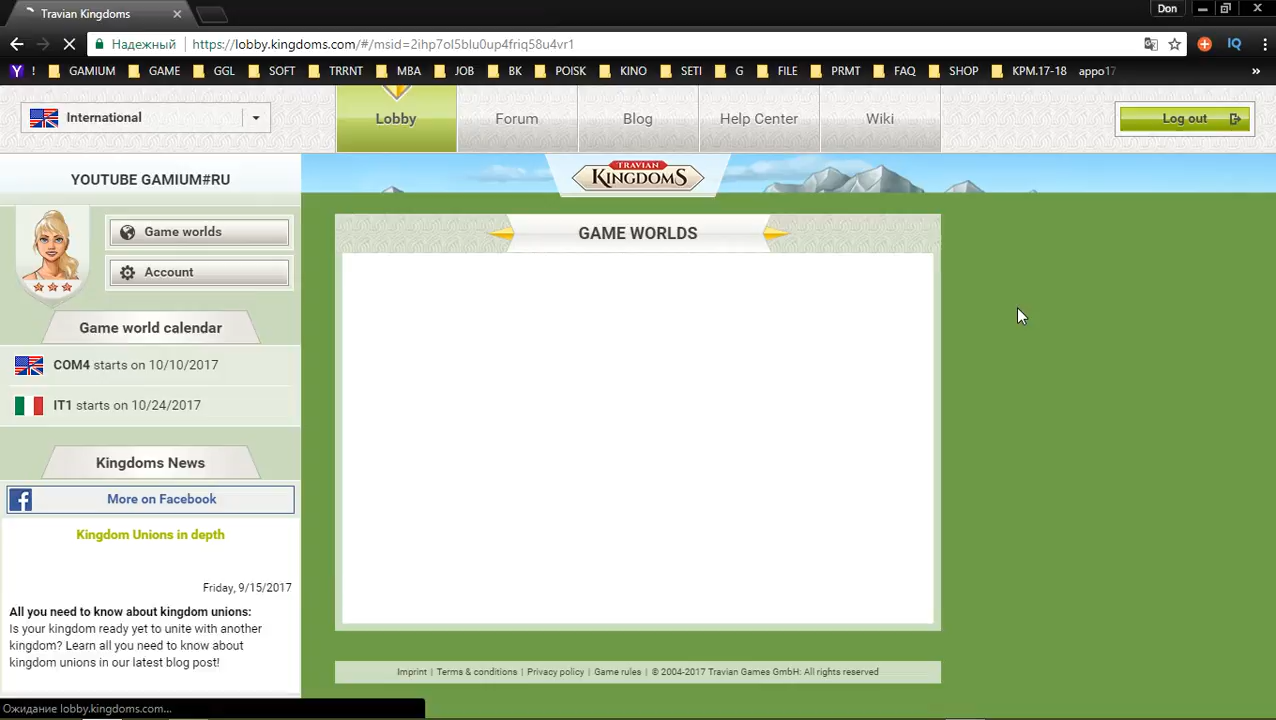 Travian Kingdoms
Don
Надежный https://lobby.kingdoms.com/#/msid=2ihp7ol5blu0up4friq58u4vr1
IQ
! GAMIUM GAME GGL SOFT TRRNT MBA JOB BK POISK KINO SETI G FILE PRMT FAQ SHOP KPM.17-18 appo17 »
International
Lobby
Forum
Blog
Help Center
Wiki
Log out
YOUTUBE GAMIUM#RU
TRAVIAN
KINGDOMS
Game worlds
Account
GAME WORLDS
Game world calendar
COM4 starts on 10/10/2017
IT1 starts on 10/24/2017
Kingdoms News
More on Facebook
Kingdom Unions in depth
Friday, 9/15/2017
All you need to know about kingdom unions:
Is your kingdom ready yet to unite with another
kingdom? Learn all you need to know about
kingdom unions in our latest blog post!
Imprint | Terms & conditions | Privacy policy | Game rules | © 2004-2017 Travian Games GmbH: All rights reserved
Ожидание lobby.kingdoms.com...